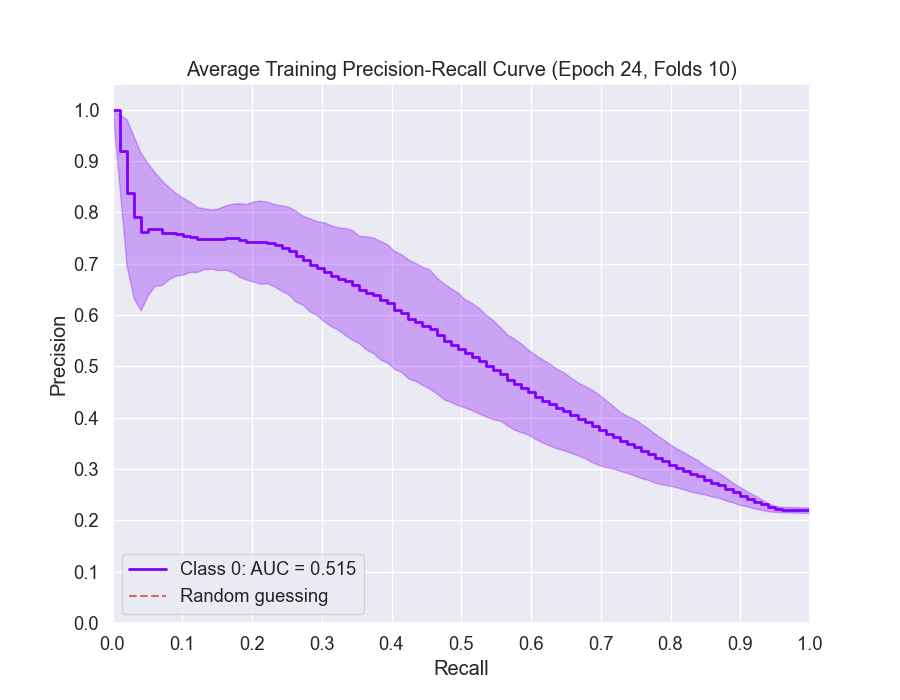 Average Training Precision-Recall Curve (Epoch 24, Folds 10)
Precision
1.0
0.9
0.8
0.7
0.6
0.5
0.4
0.3
0.2
0.1
0.0
Class 0: AUC = 0.515
Random guessing
0.0 0.1 0.2 0.3 0.4 0.5 0.6 0.7 0.8 0.9 1.0
Recall